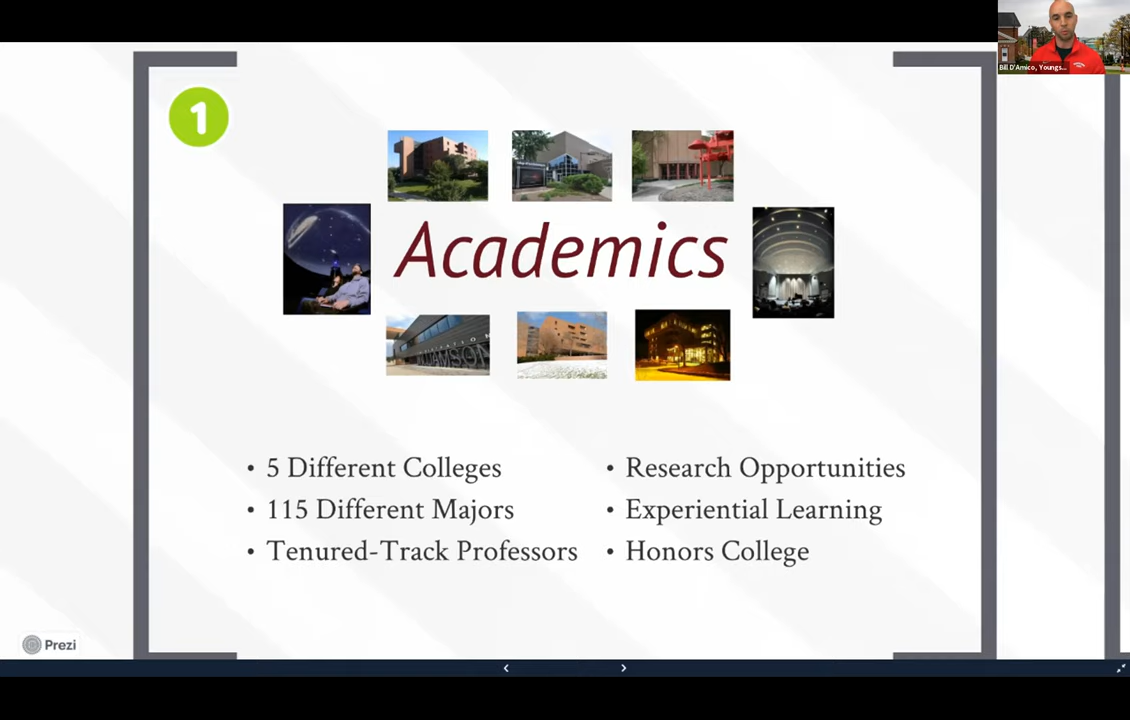 Bill D'Amico, Youngs...
1
Academics
• 5 Different Colleges
• 115 Different Majors
• Tenured-Track Professors
• Research Opportunities
• Experiential Learning
• Honors College
Prezi